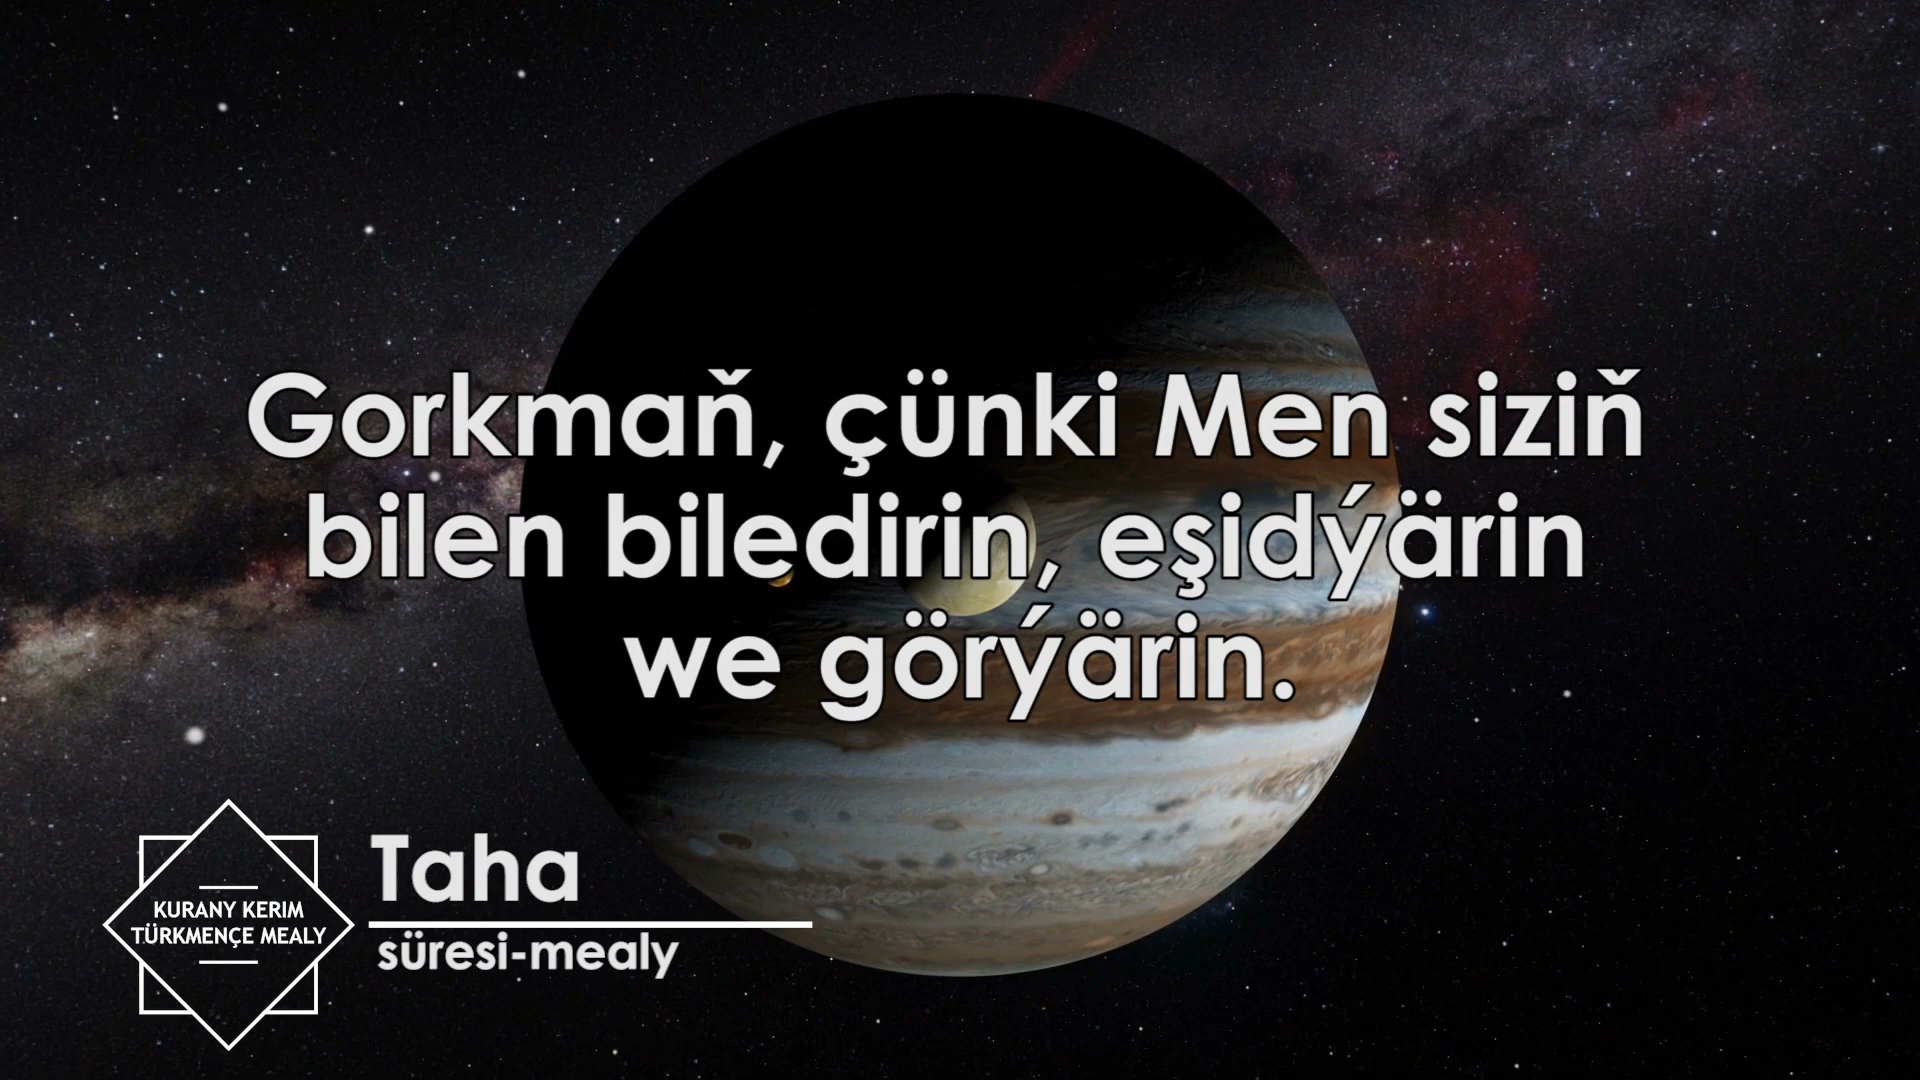 Gorkmaň, çünki Men siziň
bilen biledirin, eşidýärin
we görýärin.
Taha
süresi-mealy
KURANY KERIM
TÜRKMENÇE MEALY